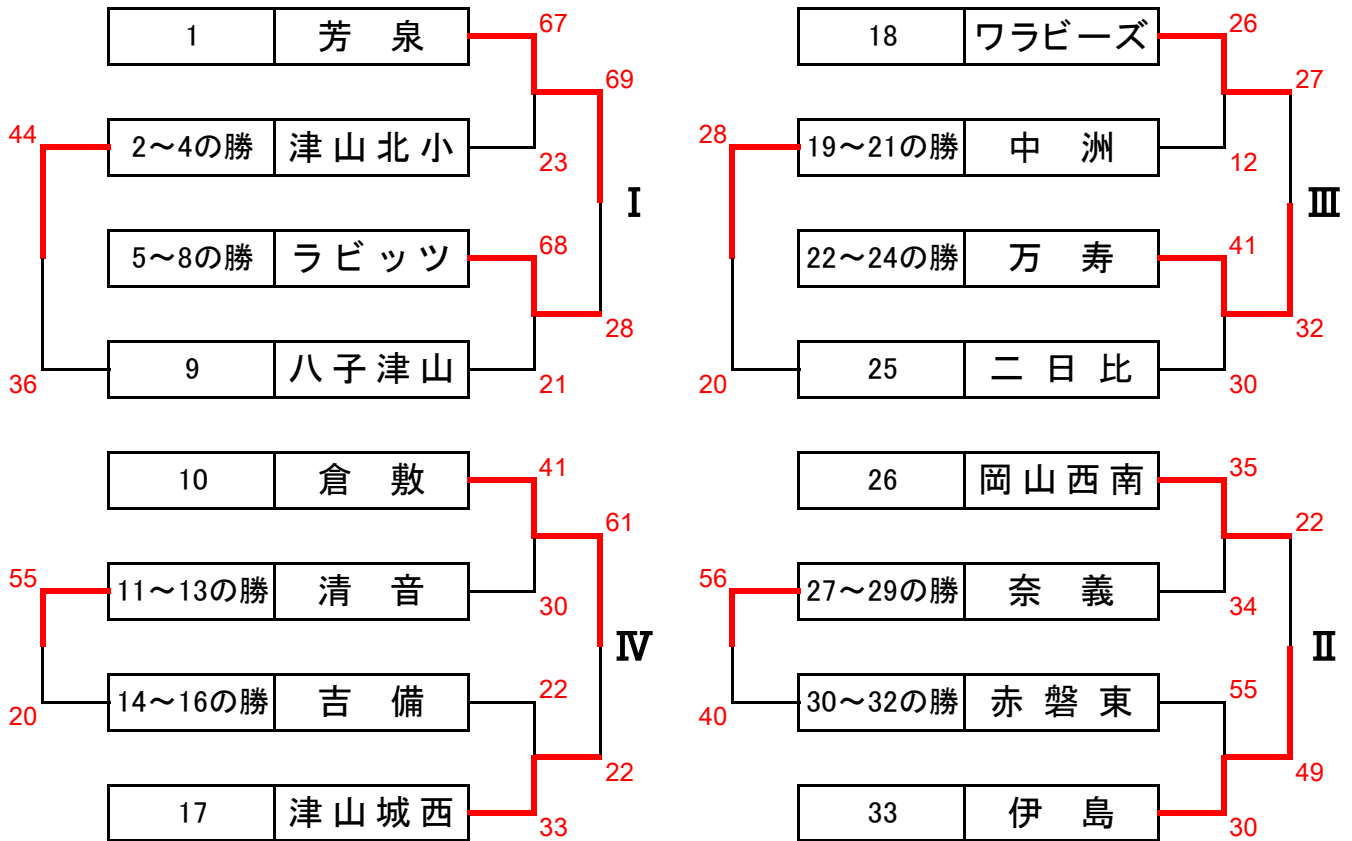 1 芳泉 67
69
44 2～4の勝 津山北小 23
Ⅰ
5～8の勝 ラビッツ 68
28
36 9 八子津山 21
10 倉敷 41
61
55 11～13の勝 清音 30
Ⅳ
20 14～16の勝 吉備 22
22
17 津山城西 33
18 ワラビーズ 26
27
28 19～21の勝 中洲 12
Ⅲ
22～24の勝 万寿 41
32
20 25 二日比 30
26 岡山西南 35
22
56 27～29の勝 奈義 34
Ⅱ
40 30～32の勝 赤磐東 55
49
33 伊島 30